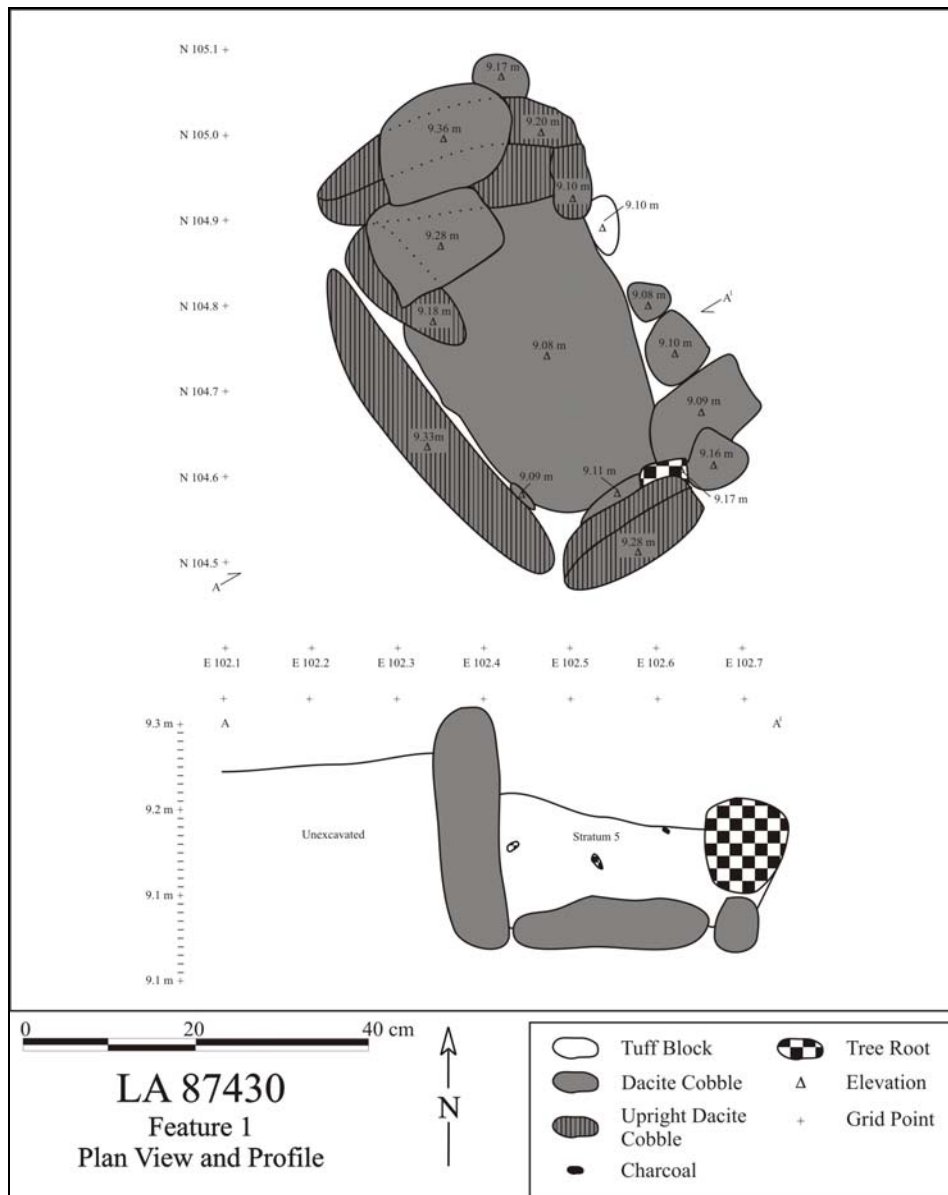 N 105.1
9.17 m
N 105.0
9.36 m
9.20 m
9.10 m
N 104.9
9.10 m
9.28 m
N 104.8
9.18 m
9.08 m
A'
9.08 m
9.10 m
N 104.7
9.09 m
9.33m
9.16 m
N 104.6
9.09 m
9.11 m
9.17 m
N 104.5
9.28 m
A
E 102.1 E 102.2 E 102.3 E 102.4 E 102.5 E 102.6 E 102.7
9.3 m
A
A'
9.2 m
Unexcavated
Stratum 5
9.1 m
9.1 m
0 20 40 cm
LA 87430
Feature 1
Plan View and Profile
N
Tuff Block
Dacite Cobble
Upright Dacite
Cobble
Charcoal
Tree Root
Elevation
Grid Point